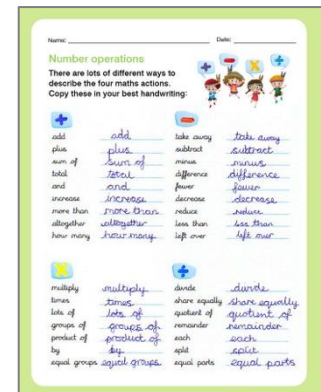 Name: Date:
Number operations
There are lots of different ways to
describe the four maths actions.
Copy these in your best handwriting:
+ - x ÷
+
add add
plus plus
sum of sum of
total total
and and
increase increase
more than more than
altogether altogether
how many how many
-
take away take away
subtract subtract
minus minus
difference difference
fewer fewer
decrease decrease
reduce reduce
less than less than
left over left over
x
multiply multiply
times times
lots of lots of
groups of groups of
product of product of
by by
equal groups equal groups
÷
divide divide
share equally share equally
quotient of quotient of
remainder remainder
each each
split split
equal parts equal parts